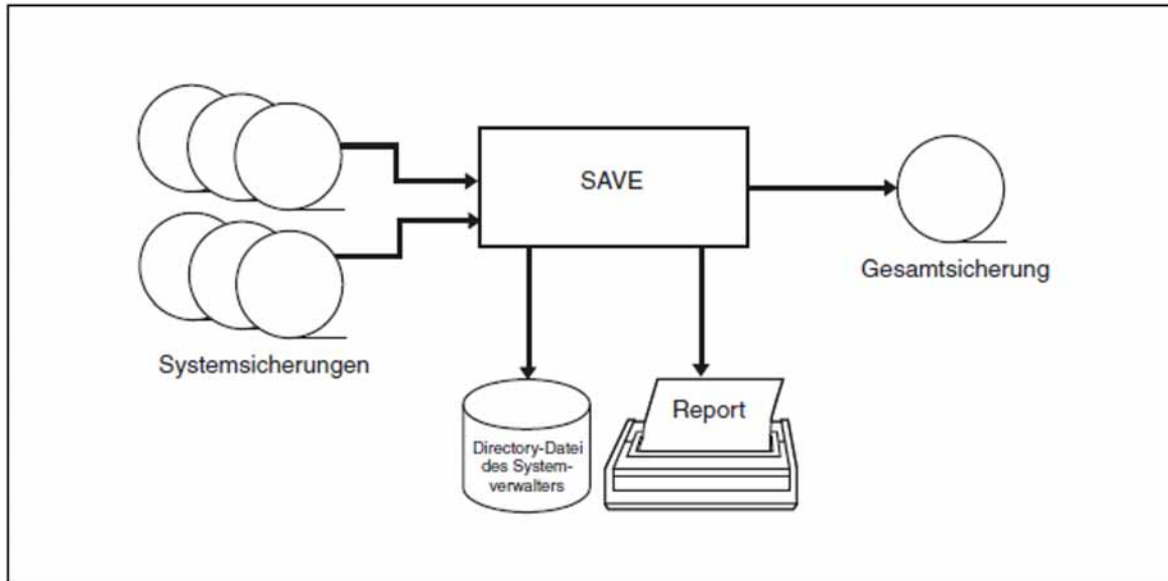 SAVE
Gesamtsicherung
Systemsicherungen
Directory-Datei
des System-
verwalters
Report